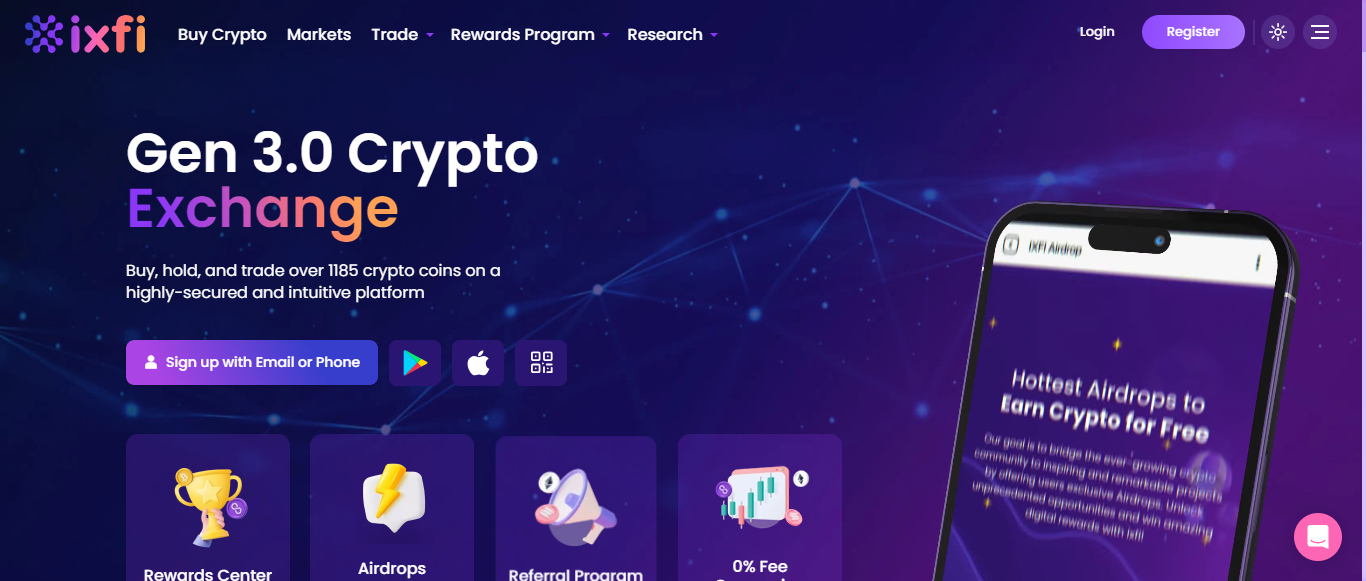 ixfi
Buy Crypto
Markets
Trade
Rewards Program
Research
Login
Register
Gen 3.0 Crypto
Exchange
Buy, hold, and trade over 1185 crypto coins on a
highly-secured and intuitive platform
Sign up with Email or Phone
Rewards Center
Airdrops
Referral Program
0% Fee
IXFI Airdrop
Hottest Airdrops to
Earn Crypto for Free
Our goal is to bridge the ever-growing crypto
community to inspiring and remarkable projects
by offering users exclusive Airdrops. Unlock
unprecedented opportunities and win amazing
digital rewards with Ixfi!